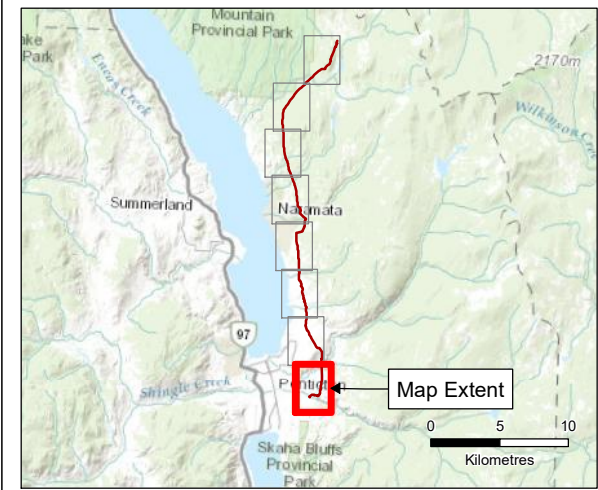 Mountain
Provincial Park
Park
Eneas Creek
2170m
Wilkinson Creek
Summerland
Naramata
97
Shingle Creek
Penticton
Map Extent
0 5 10
Kilometres
Skaha Bluffs
Provincial
Park